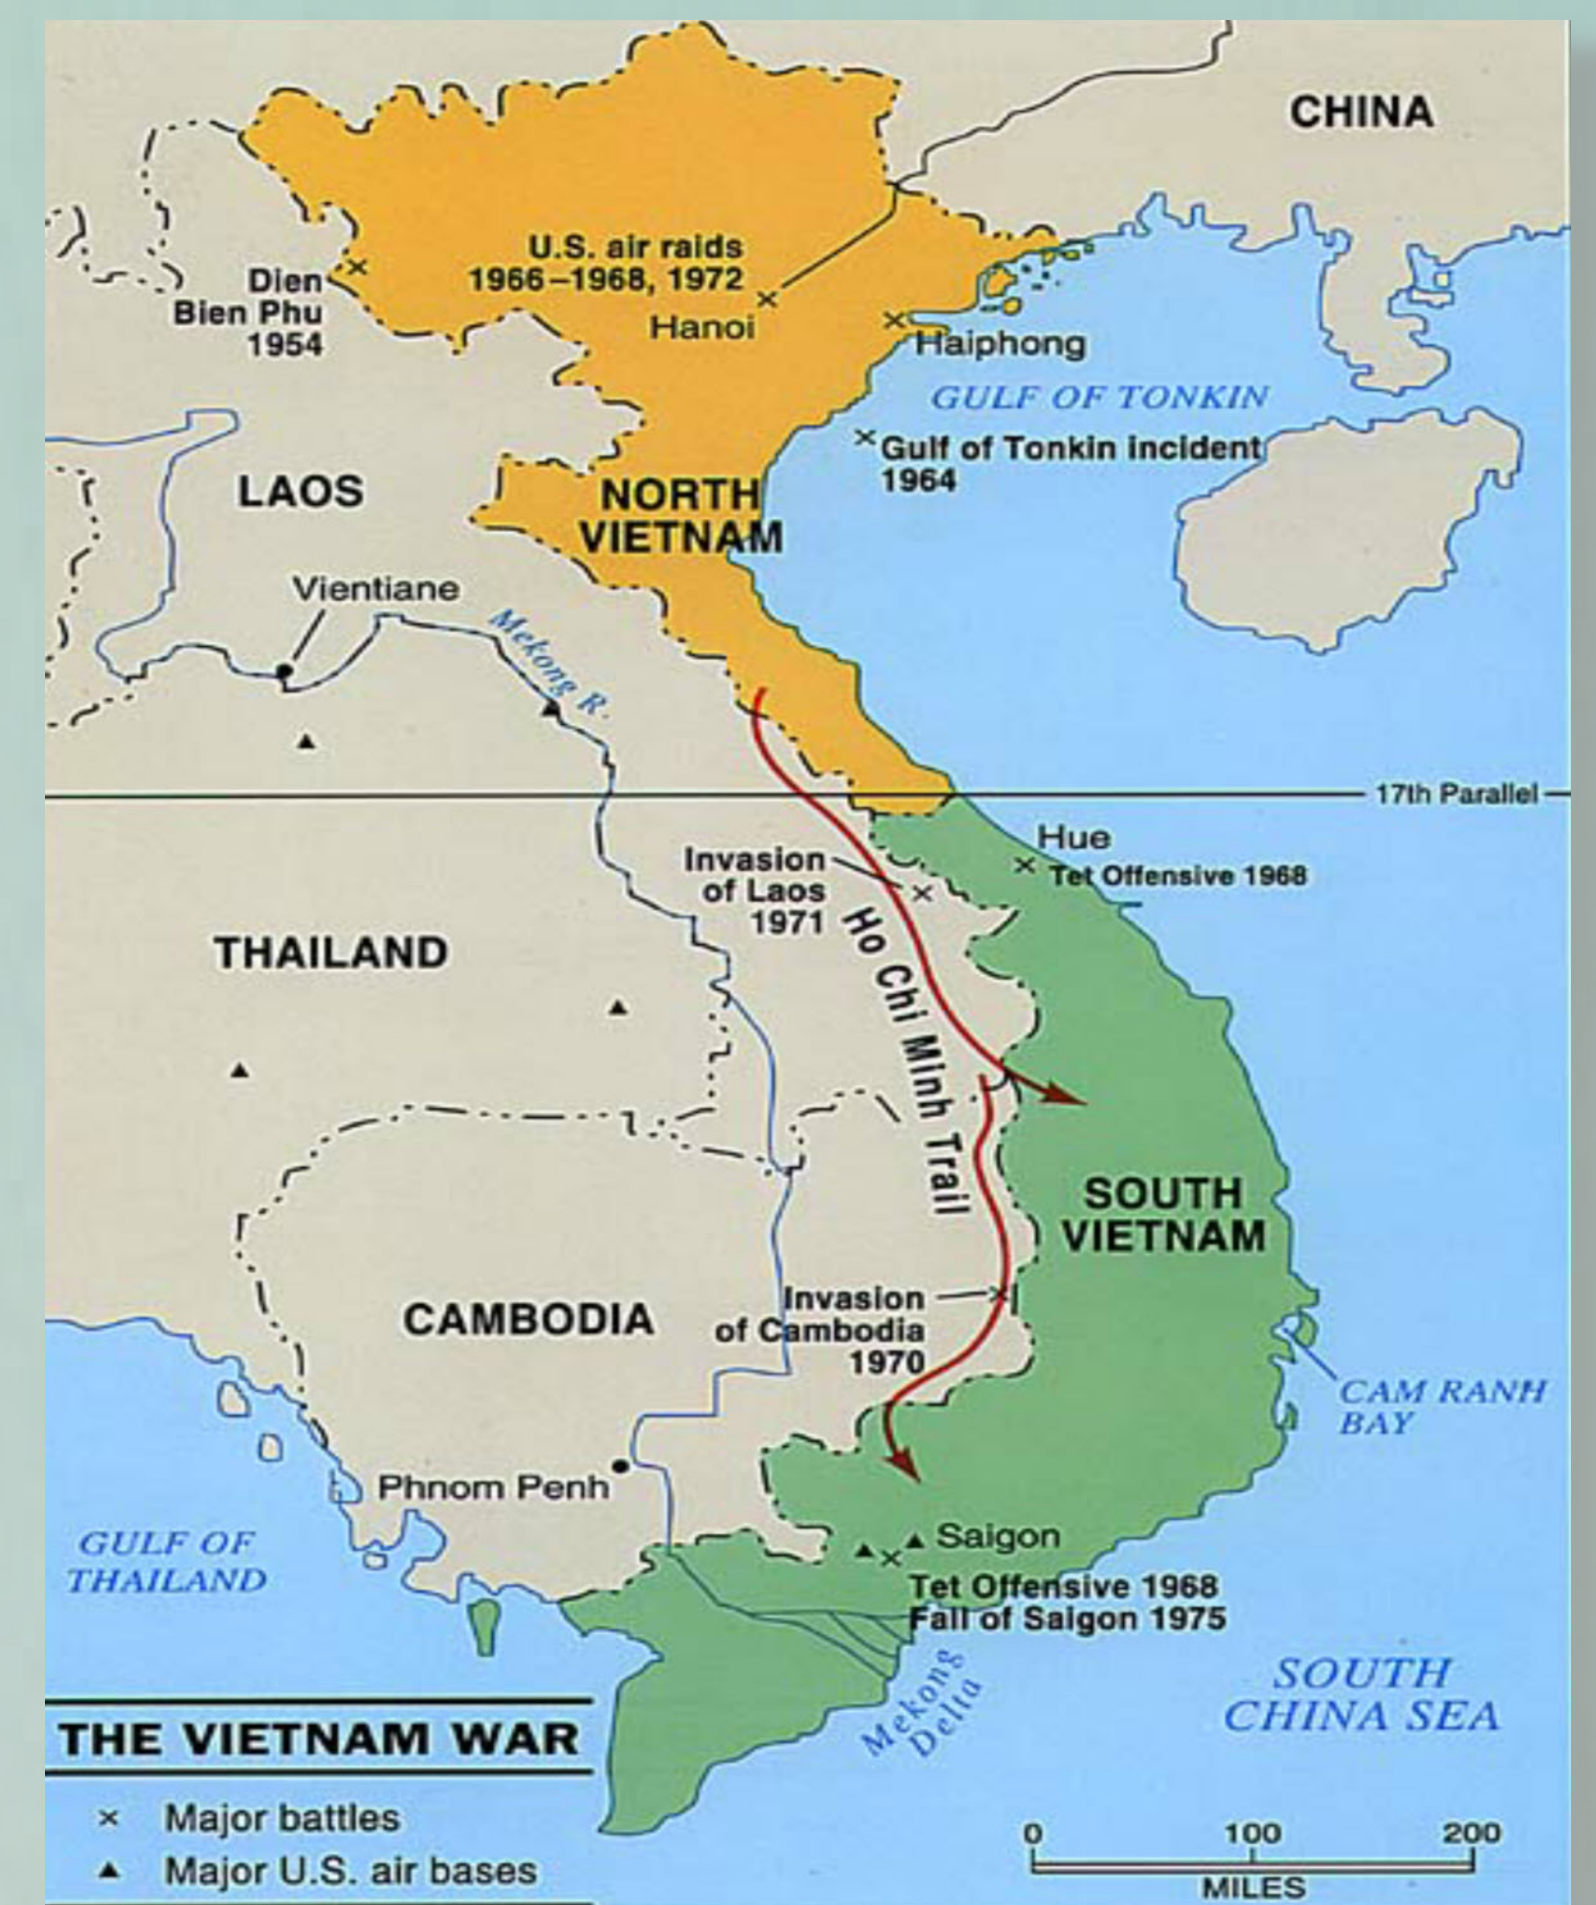 CHINA
U.S. air raids
1966–1968, 1972
Hanoi
Dien
Bien Phu
1954
Haiphong
GULF OF TONKIN
Gulf of Tonkin incident
1964
LAOS
NORTH
VIETNAM
Vientiane
Mekong R.
17th Parallel
Hue
Tet Offensive 1968
Invasion
of Laos
1971
Ho Chi Minh Trail
THAILAND
SOUTH
VIETNAM
Invasion
of Cambodia
1970
CAMBODIA
CAM RANH
BAY
Phnom Penh
GULF OF
THAILAND
Saigon
Tet Offensive 1968
Fall of Saigon 1975
Mekong
Delta
SOUTH
CHINA SEA
THE VIETNAM WAR
× Major battles
▲ Major U.S. air bases
0 100 200
MILES